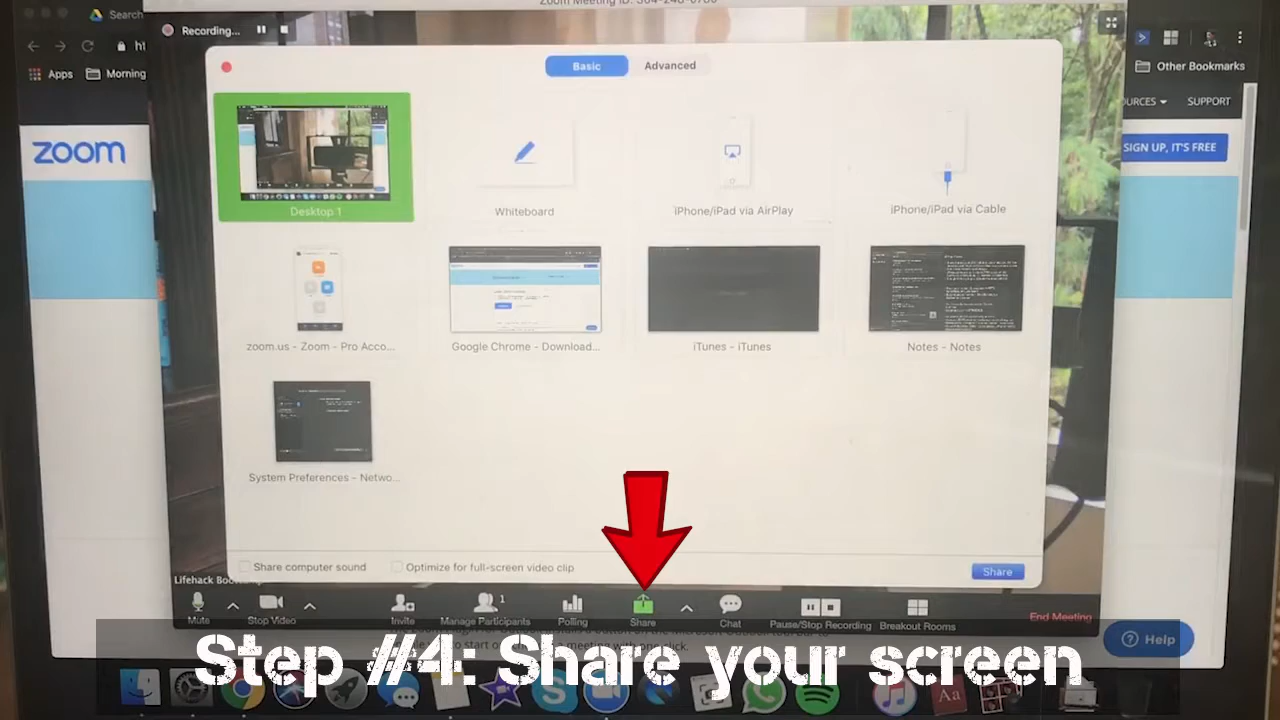 Search
Recording...
Apps
Morning
Other Bookmarks
Basic
Advanced
SUPPORT
zoom
SIGN UP, IT'S FREE
Desktop 1
Whiteboard
iPhone/iPad via AirPlay
iPhone/iPad via Cable
zoom.us - Zoom - Pro Acco...
Google Chrome - Download...
iTunes - iTunes
Notes - Notes
System Preferences - Netwo...
Share computer sound
Optimize for full-screen video clip
Share
Lifehack
Mute
Stop Video
Invite
Manage Participants
1
Polling
Share
Chat
Pause/Stop Recording
Breakout Rooms
End Meeting
Help
Step #4: Share your screen
Aa